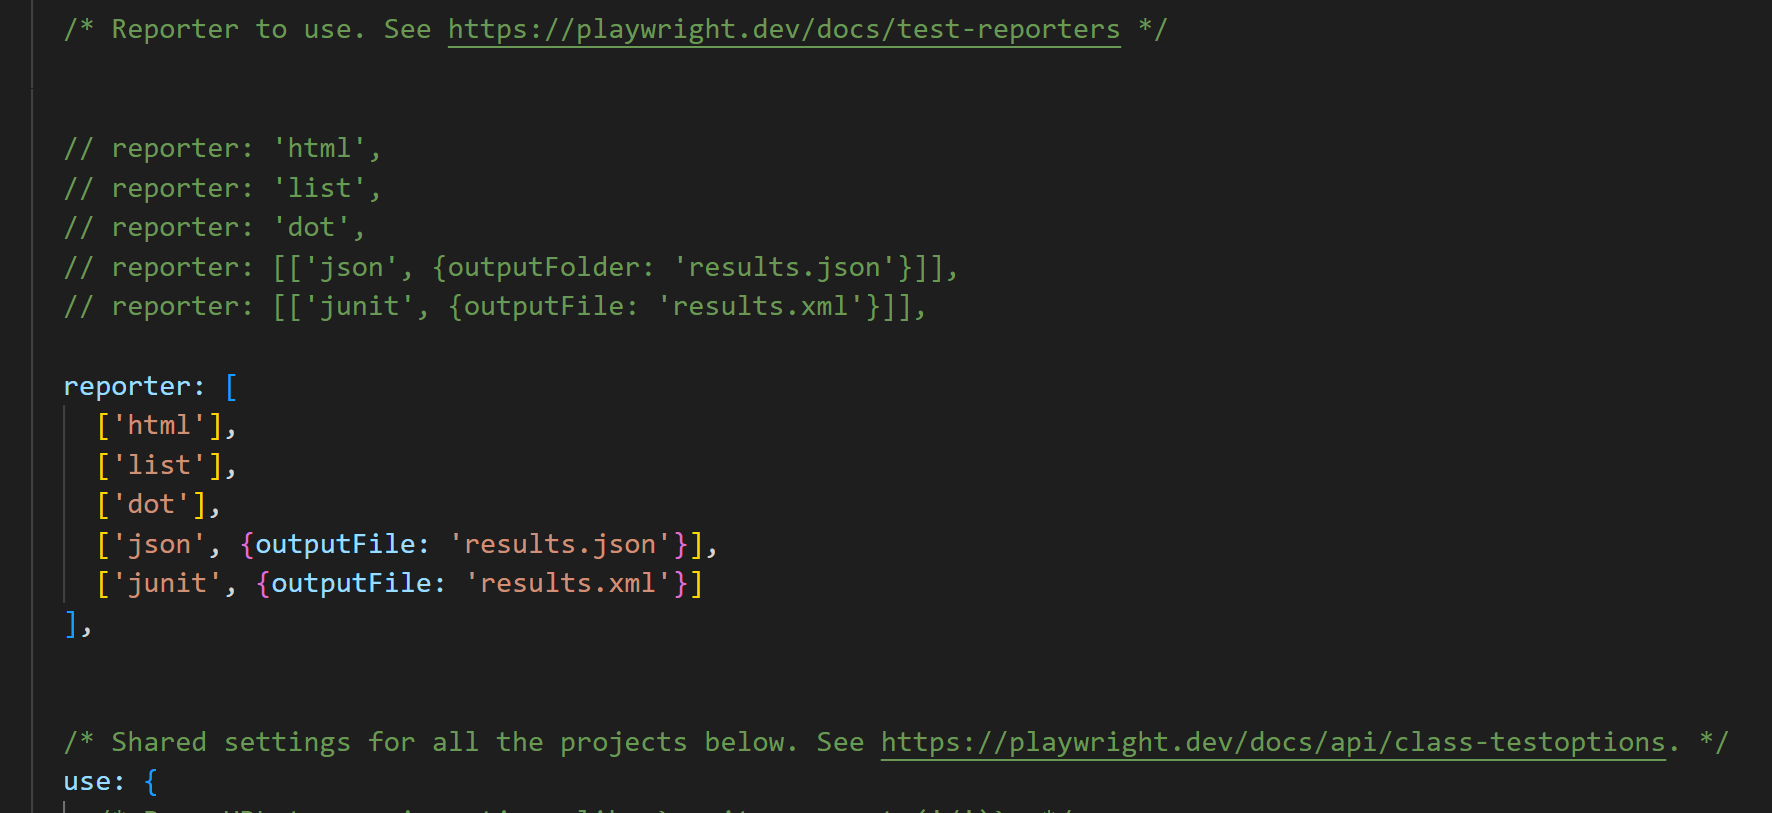 /* Reporter to use. See https://playwright.dev/docs/test-reporters */
// reporter: 'html',
// reporter: 'list',
// reporter: 'dot',
// reporter: [['json', {outputFolder: 'results.json'}]],
// reporter: [['junit', {outputFile: 'results.xml'}]],
reporter: [
['html'],
['list'],
['dot'],
['json', {outputFile: 'results.json'}],
['junit', {outputFile: 'results.xml'}]
],
/* Shared settings for all the projects below. See https://playwright.dev/docs/api/class-testoptions. */
use: {